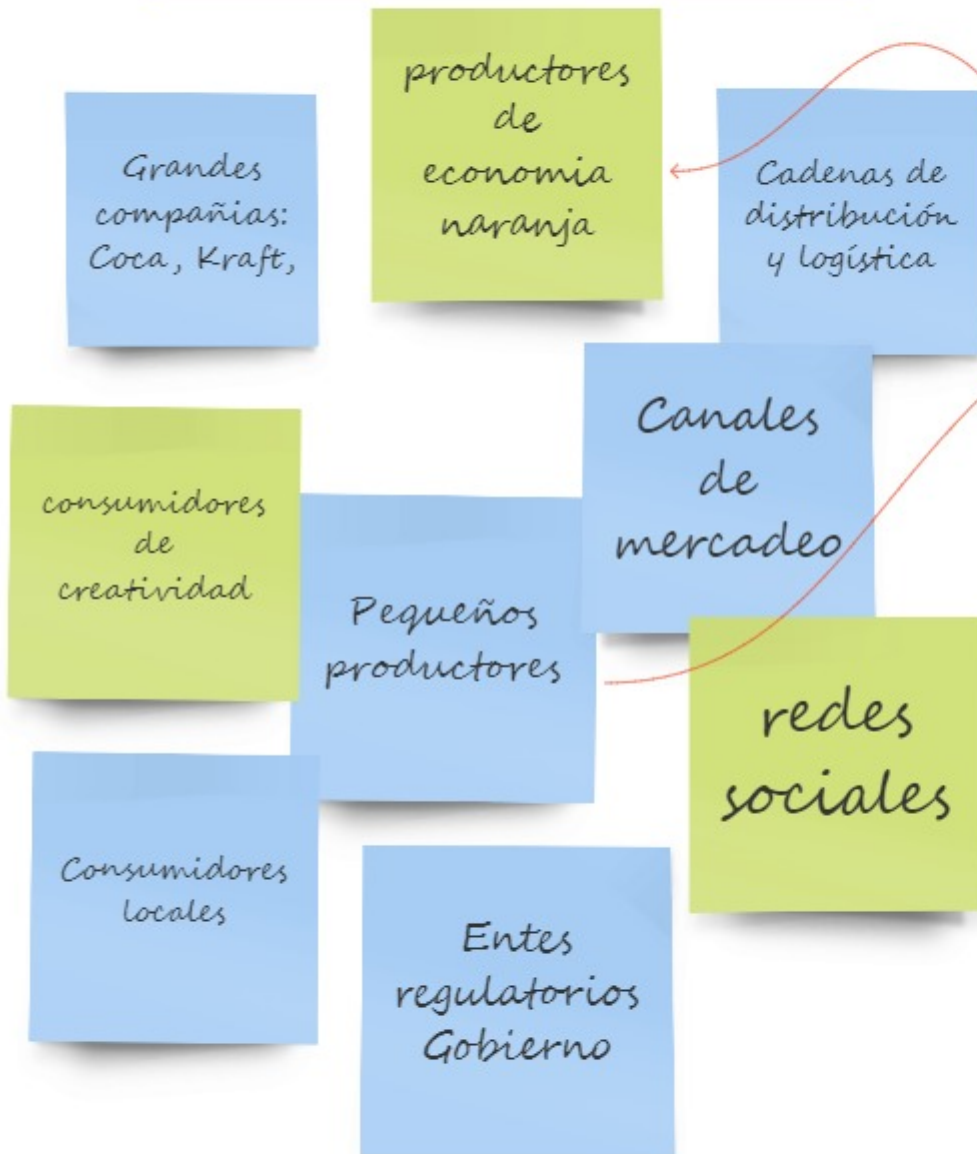 productores
de
economia
naranja
Grandes
compañias:
Coca, Kraft,
Cadenas de
distribución
y logística
Canales
de
mercadeo
consumidores
de
creatividad
Pequeños
productores
redes
sociales
Consumidores
locales
Entes
regulatorios
Gobierno